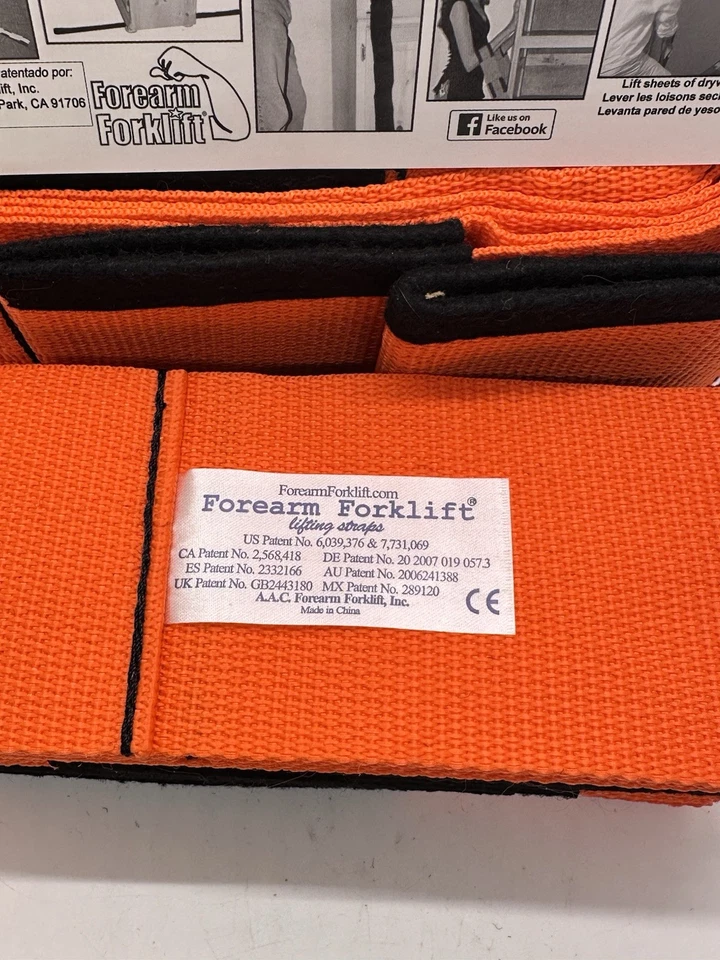 atentado por:
ift, Inc.
Park, CA 91706
Forearm
Forklift
Like us on
Facebook
Lift sheets of dryw
Lever les loisons sec
Levanta pared de yeso
ForearmForklift.com
Forearm Forklift®
lifting straps
US Patent No. 6,039,376 & 7,731,069
CA Patent No. 2,568,418 DE Patent No. 20 2007 019 057.3
ES Patent No. 2332166 AU Patent No. 2006241388
UK Patent No. GB2443180 MX Patent No. 289120
A.A.C. Forearm Forklift, Inc.
Made in China
CE